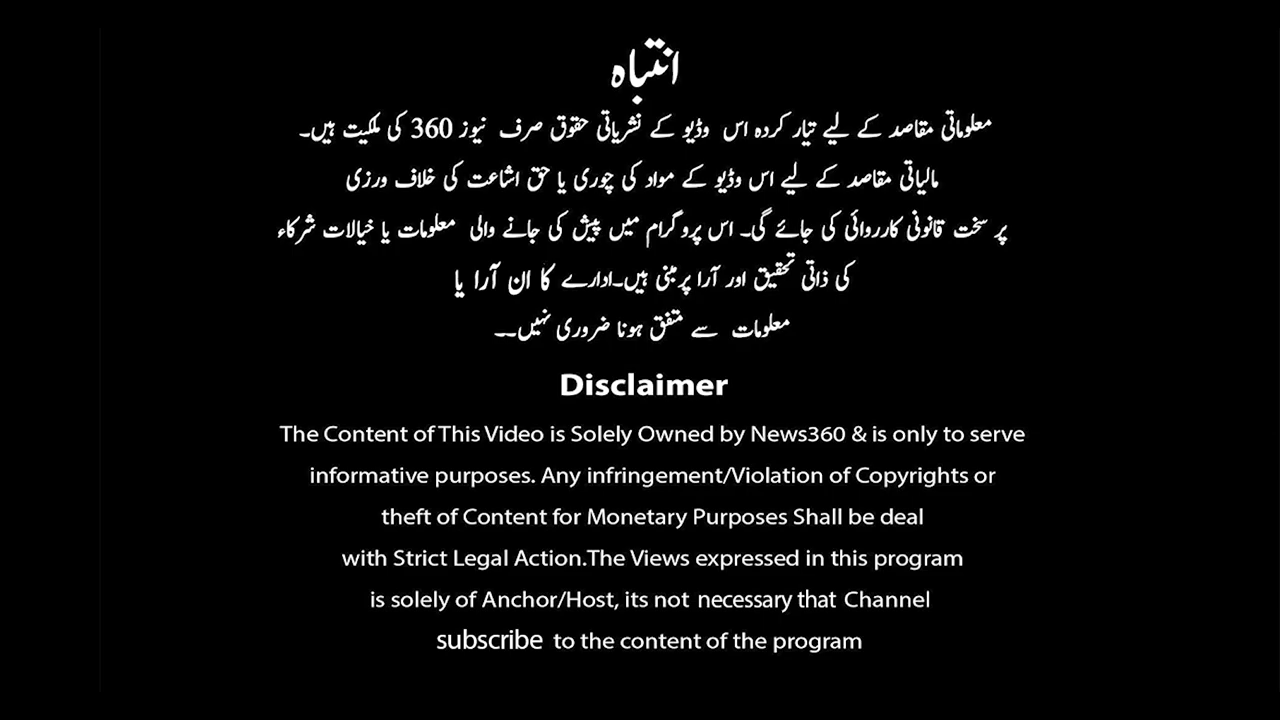 انتباہ
معلوماتی مقاصد کے لیے تیار کردہ اس وڈیو کے نشریاتی حقوق صرف نیوز 360 کی ملکیت ہیں۔
مالیاتی مقاصد کے لیے اس وڈیو کے مواد کی چوری یا حق اشاعت کی خلاف ورزی
پر سخت قانونی کارروائی کی جائے گی۔ اس پروگرام میں پیش کی جانے والی معلومات یا خیالات شرکاء
کی ذاتی تحقیق اور آرا پر مبنی ہیں۔ادارے کا ان آرا یا
معلومات سے متفق ہونا ضروری نہیں۔۔
Disclaimer
The Content of This Video is Solely Owned by News360 & is only to serve
informative purposes. Any infringement/Violation of Copyrights or
theft of Content for Monetary Purposes Shall be deal
with Strict Legal Action.The Views expressed in this program
is solely of Anchor/Host, its not necessary that Channel
subscribe to the content of the program